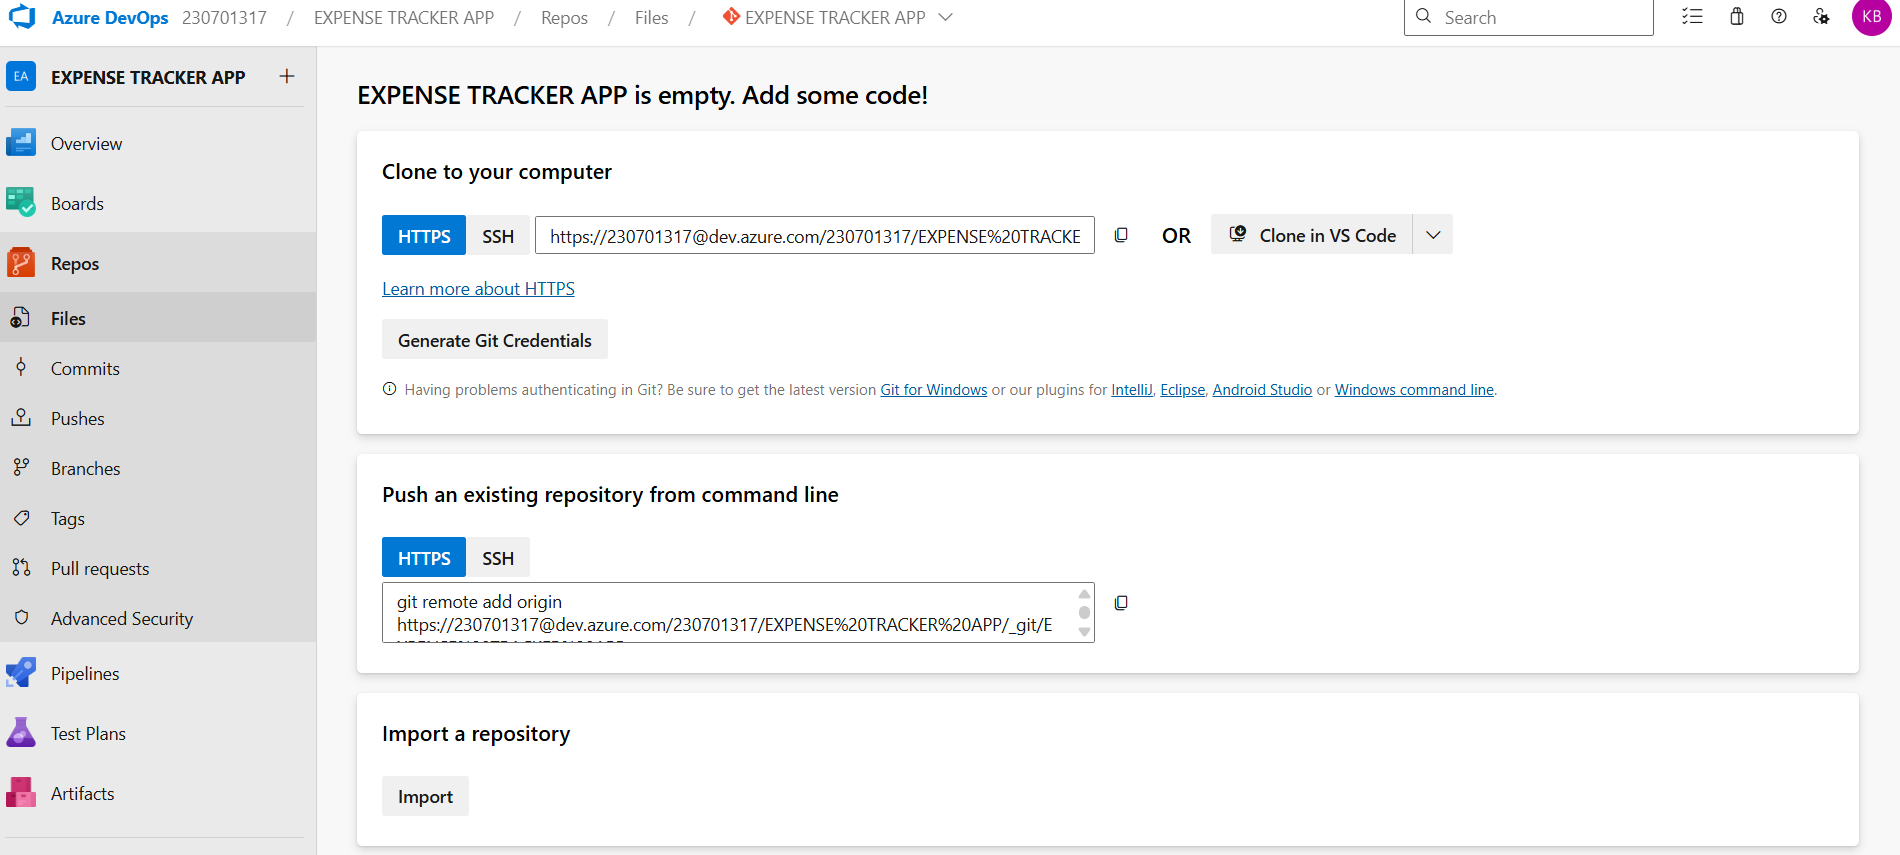 Azure DevOps 230701317 / EXPENSE TRACKER APP / Repos / Files / EXPENSE TRACKER APP
Search
KB
EA EXPENSE TRACKER APP
Overview
Boards
Repos
Files
Commits
Pushes
Branches
Tags
Pull requests
Advanced Security
Pipelines
Test Plans
Artifacts
EXPENSE TRACKER APP is empty. Add some code!
Clone to your computer
HTTPS SSH https://230701317@dev.azure.com/230701317/EXPENSE%20TRACKE OR Clone in VS Code
Learn more about HTTPS
Generate Git Credentials
Having problems authenticating in Git? Be sure to get the latest version Git for Windows or our plugins for IntelliJ, Eclipse, Android Studio or Windows command line.
Push an existing repository from command line
HTTPS SSH
git remote add origin
https://230701317@dev.azure.com/230701317/EXPENSE%20TRACKER%20APP/_git/E
Import a repository
Import